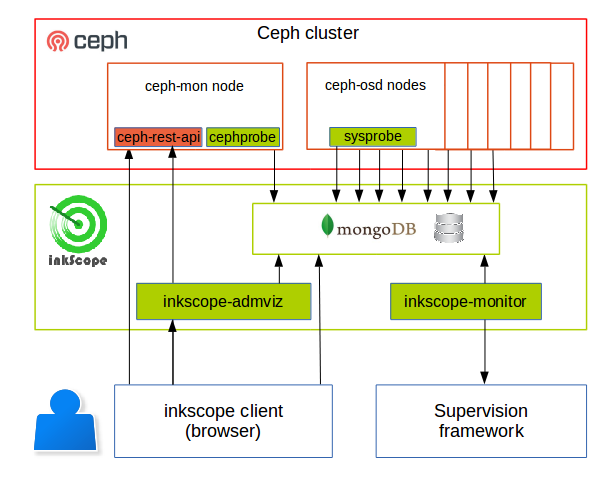 ceph
Ceph cluster
ceph-mon node
ceph-rest-api
cephprobe
ceph-osd nodes
sysprobe
inkScope
mongoDB
inkscope-admviz
inkscope-monitor
inkscope client
(browser)
Supervision
framework